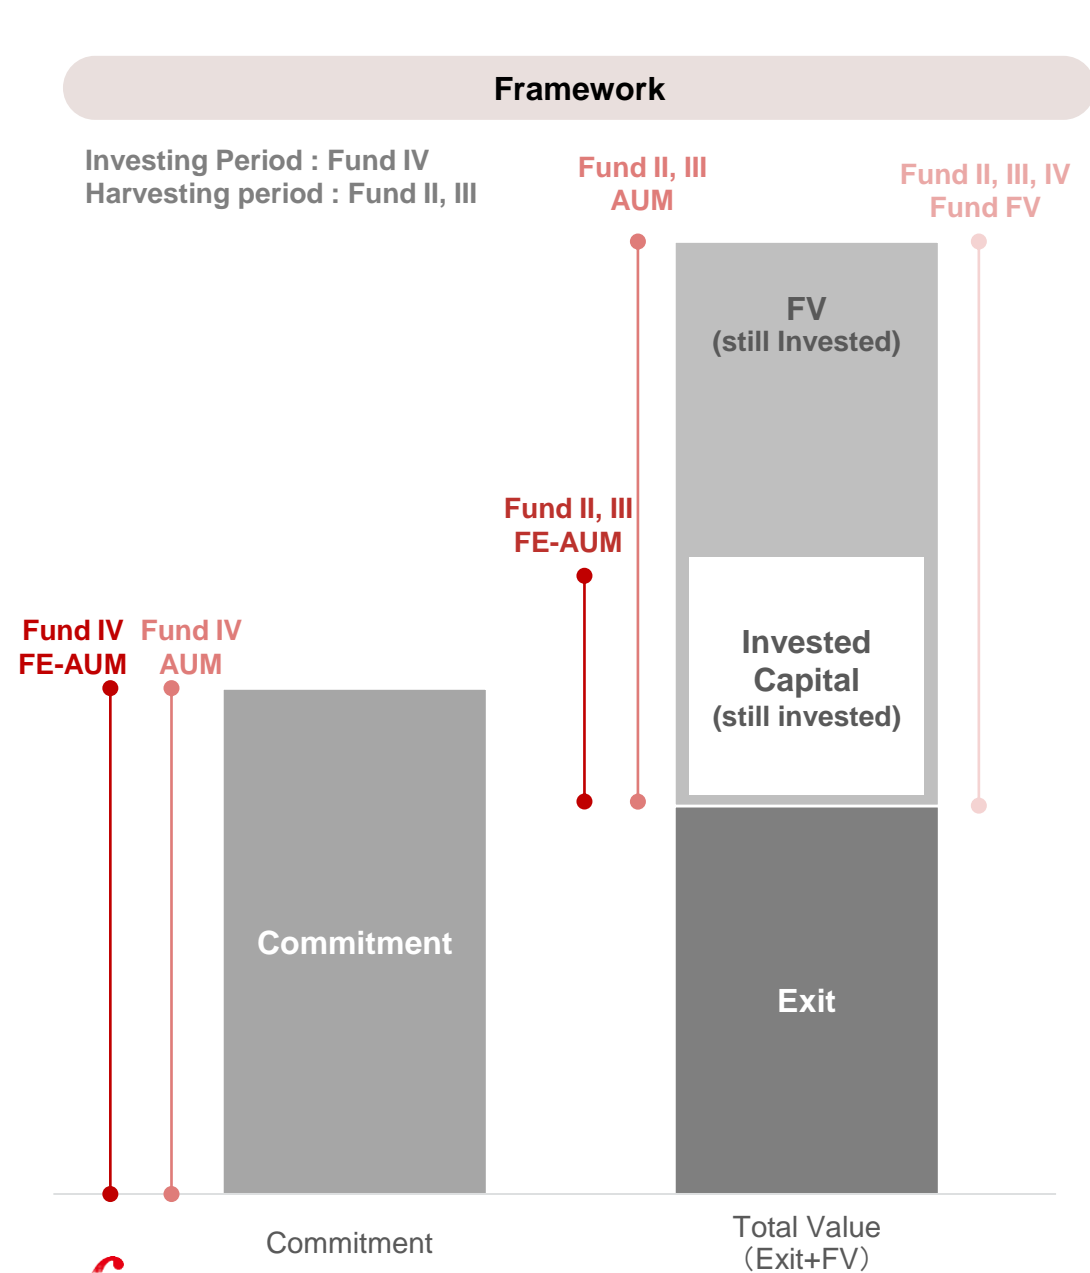 Framework
Investing Period : Fund IV
Harvesting period : Fund II, III
Fund II, III
AUM
Fund II, III, IV
Fund FV
FV
(still Invested)
Fund II, III
FE-AUM
Invested
Capital
(still invested)
Fund IV
FE-AUM
Fund IV
AUM
Commitment
Exit
Commitment
Total Value
（Exit+FV）